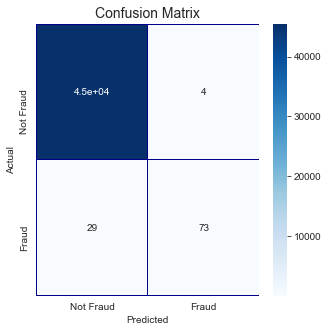 Confusion Matrix
Not Fraud
4.5e+04
4
Actual
Fraud
29
73
Not Fraud
Fraud
Predicted
40000
30000
20000
10000